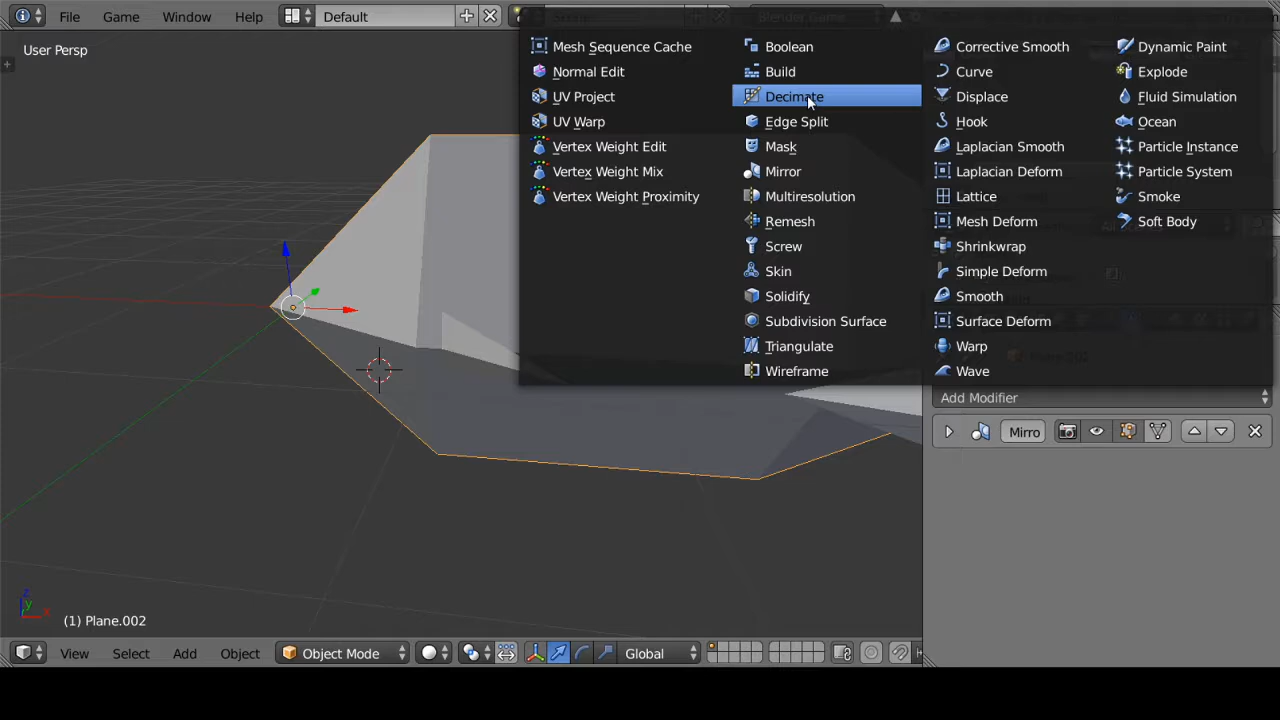 File Game Window Help Default
User Persp
Mesh Sequence Cache
Normal Edit
UV Project
UV Warp
Vertex Weight Edit
Vertex Weight Mix
Vertex Weight Proximity
Boolean
Build
Decimate
Edge Split
Mask
Mirror
Multiresolution
Remesh
Screw
Skin
Solidify
Subdivision Surface
Triangulate
Wireframe
Corrective Smooth
Curve
Displace
Hook
Laplacian Smooth
Laplacian Deform
Lattice
Mesh Deform
Shrinkwrap
Simple Deform
Smooth
Surface Deform
Warp
Wave
Dynamic Paint
Explode
Fluid Simulation
Ocean
Particle Instance
Particle System
Smoke
Soft Body
Add Modifier
Mirro
z
y
x
(1) Plane.002
View Select Add Object Object Mode Global